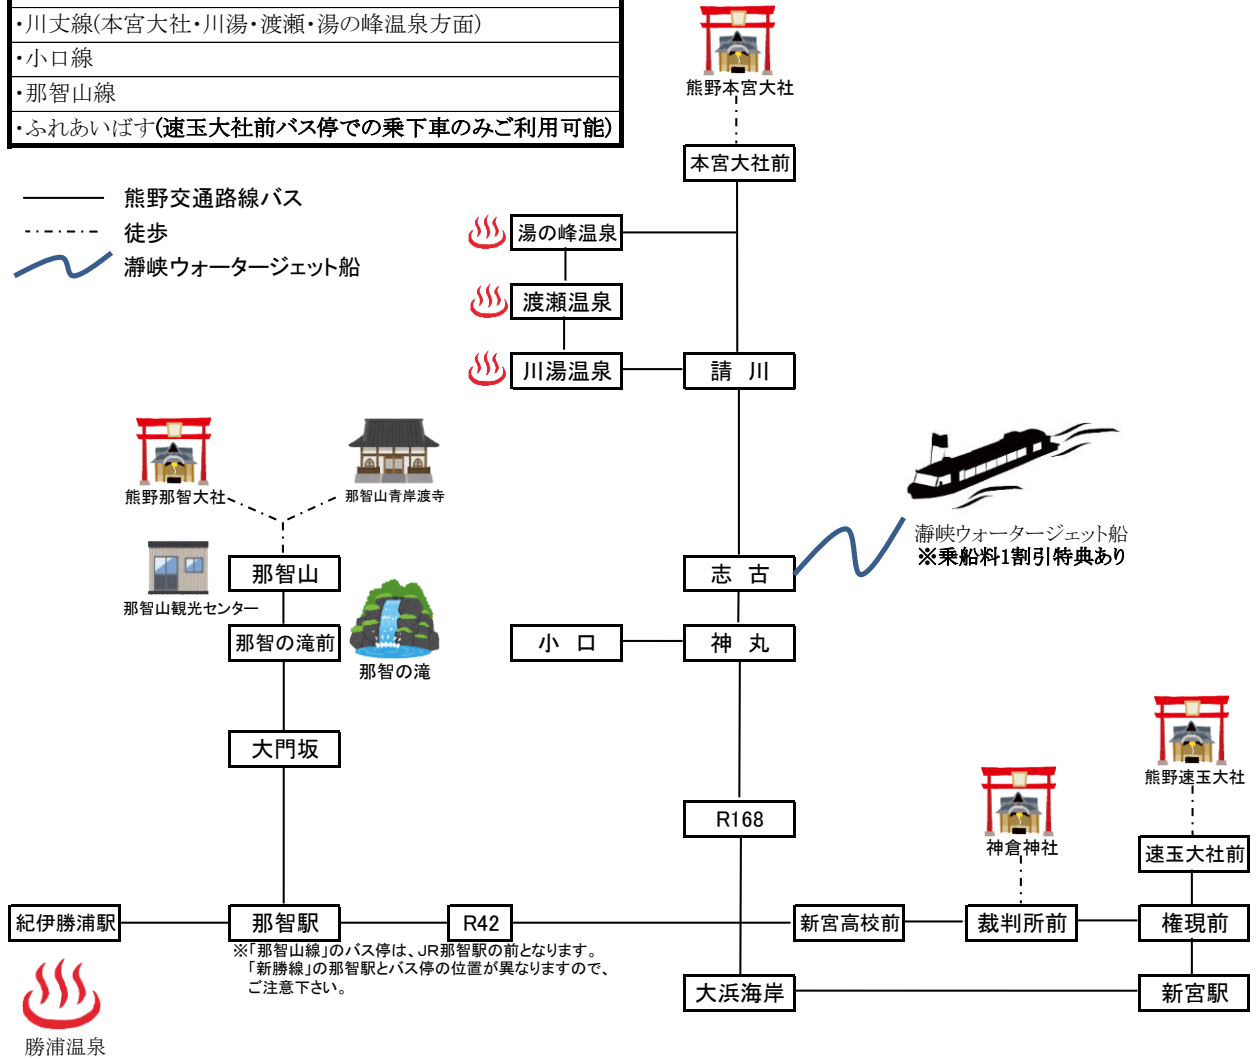 ・川丈線(本宮大社・川湯・渡瀬・湯の峰温泉方面)
・小口線
・那智山線
・ふれあいばす(速玉大社前バス停での乗下車のみご利用可能)
熊野交通路線バス
徒歩
瀞峡ウォータージェット船
熊野本宮大社
本宮大社前
湯の峰温泉
渡瀬温泉
川湯温泉
請 川
熊野那智大社
那智山青岸渡寺
瀞峡ウォータージェット船
※乗船料1割引特典あり
那智山
志 古
那智山観光センター
那智の滝前
那智の滝
小 口
神 丸
大門坂
熊野速玉大社
R168
神倉神社
速玉大社前
紀伊勝浦駅
那智駅
R42
新宮高校前
裁判所前
権現前
※「那智山線」のバス停は、JR那智駅の前となります。
「新勝線」の那智駅とバス停の位置が異なりますので、
ご注意下さい。
大浜海岸
新宮駅
勝浦温泉